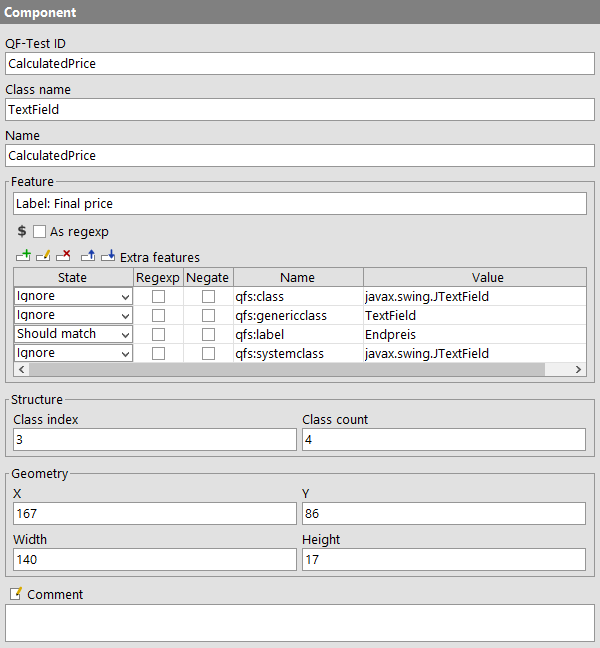 Component
QF-Test ID
CalculatedPrice
Class name
TextField
Name
CalculatedPrice
Feature
Label: Final price
$ As regexp
Extra features
State Regexp Negate Name Value
Ignore qfs:class javax.swing.JTextField
Ignore qfs:genericclass TextField
Should match qfs:label Endpreis
Ignore qfs:systemclass javax.swing.JTextField
Structure
Class index Class count
3 4
Geometry
X Y
167 86
Width Height
140 17
Comment